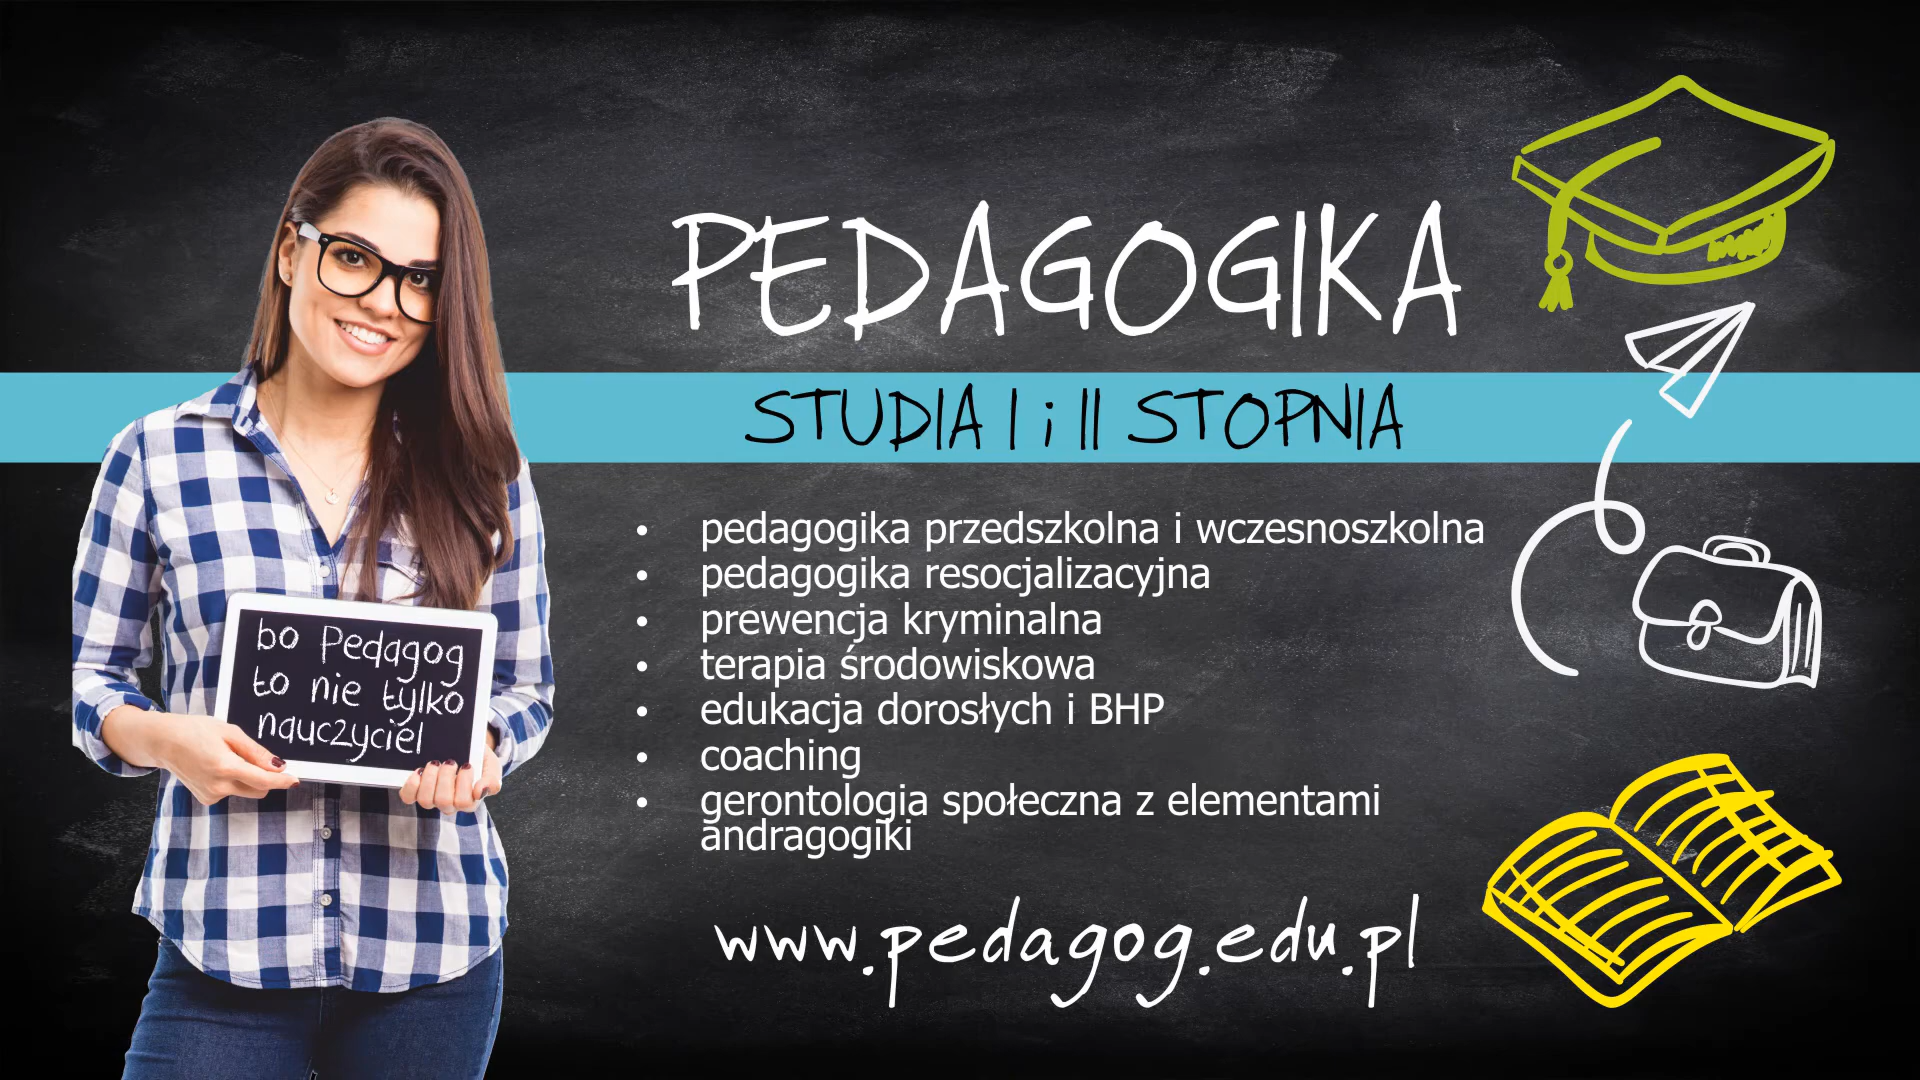 PEDAGOGIKA
STUDIA I i II STOPNIA
• pedagogika przedszkolna i wczesnoszkolna
• pedagogika resocjalizacyjna
• prewencja kryminalna
• terapia środowiskowa
• edukacja dorosłych i BHP
• coaching
• gerontologia społeczna z elementami
andragogiki
www.pedagog.edu.pl
bo Pedagog
to nie tylko
nauczyciel